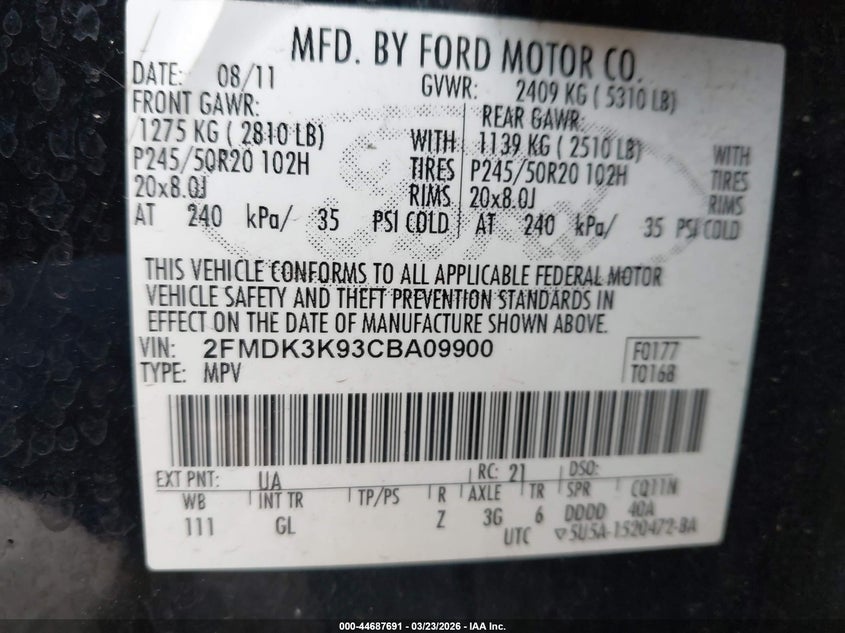 MFD. BY FORD MOTOR CO.
DATE: 08/11 GVWR: 2409 KG ( 5310 LB)
FRONT GAWR: REAR GAWR:
1275 KG ( 2810 LB) WITH 1139 KG ( 2510 LB) WITH
P245/50R20 102H TIRES P245/50R20 102H TIRES
20x8.0J RIMS 20x8.0J RIMS
AT 240 kPa/ 35 PSI COLD AT 240 kPa/ 35 PSI COLD
THIS VEHICLE CONFORMS TO ALL APPLICABLE FEDERAL MOTOR
VEHICLE SAFETY AND THEFT PREVENTION STANDARDS IN
EFFECT ON THE DATE OF MANUFACTURE SHOWN ABOVE.
VIN: 2FMDK3K93CBA09900 F0177
TYPE: MPV T0168
EXT PNT: UA RC: 21 DSO:
WB INT TR TP/PS R AXLE TR SPR CQ11N
111 GL Z 3G 6 DDDD 40A
UTC ▽5U5A-1520472-BA
000-44687691 | 03/23/2026 - IAA Inc.